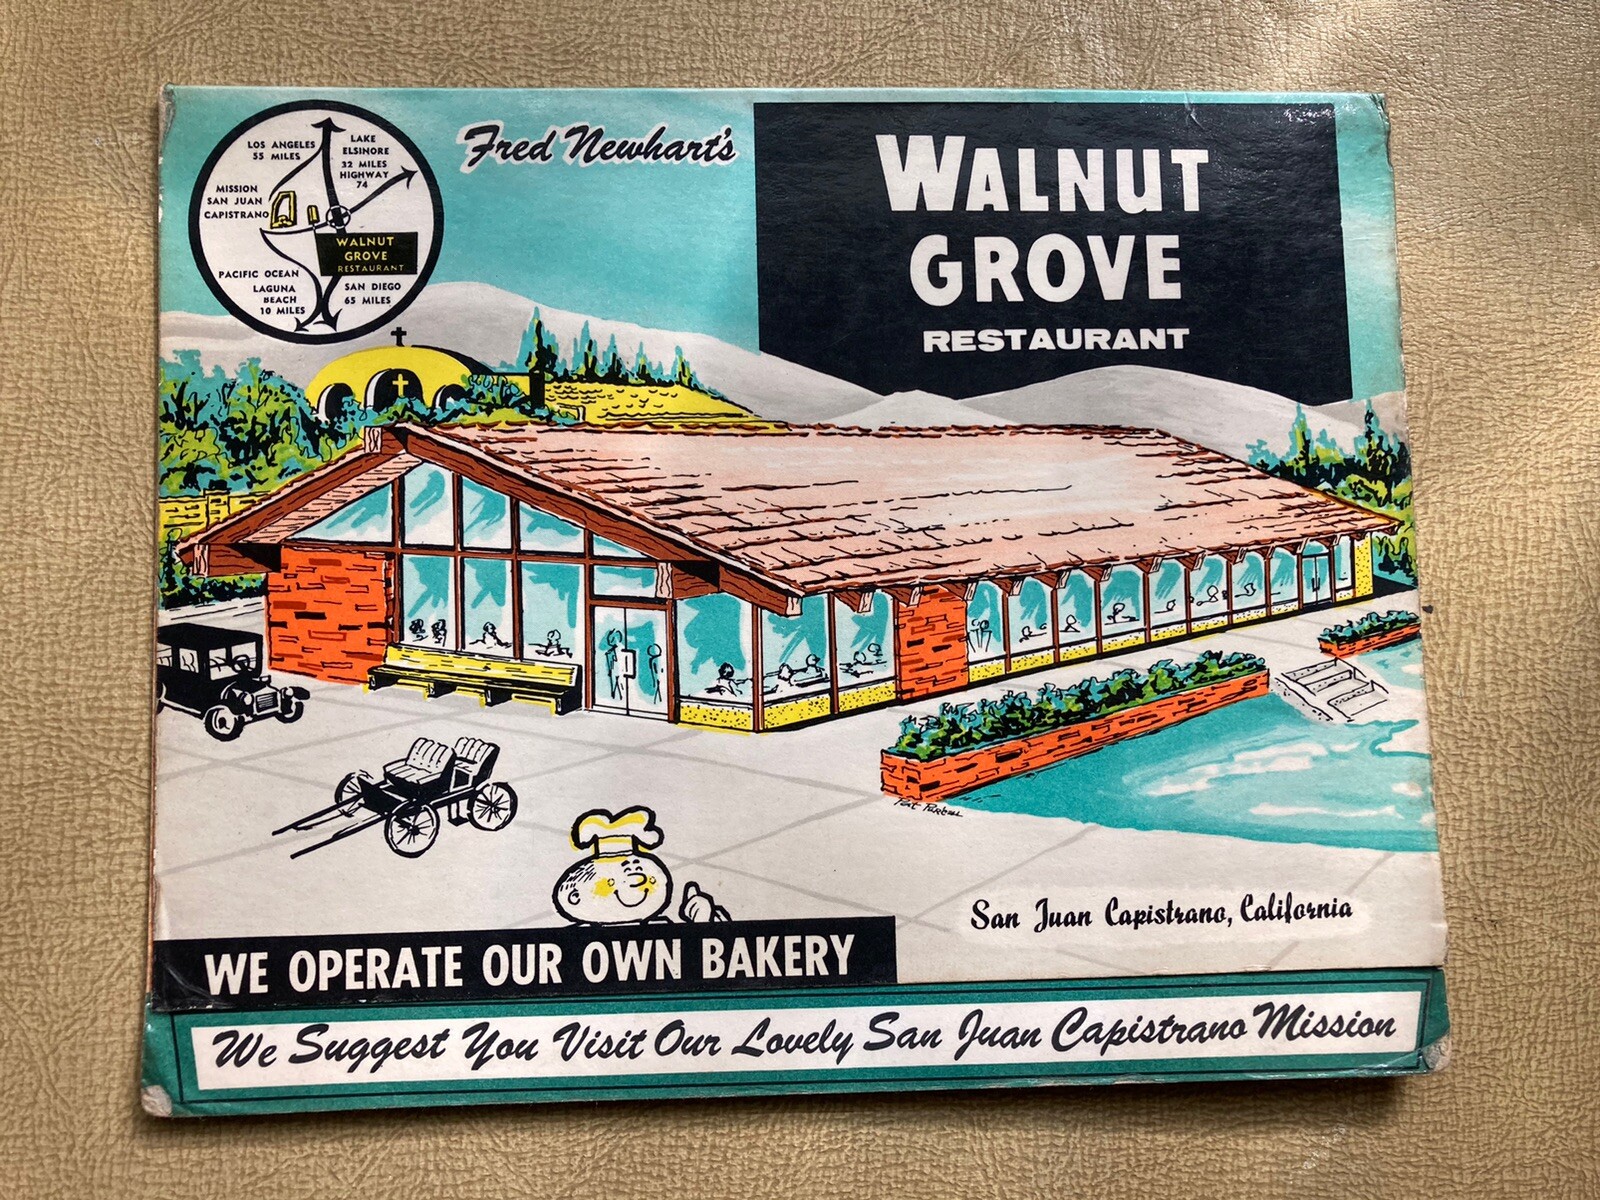 LOS ANGELES
55 MILES
LAKE
ELSINORE
32 MILES
HIGHWAY
74
MISSION
SAN JUAN
CAPISTRANO
WALNUT
GROVE
RESTAURANT
PACIFIC OCEAN
LAGUNA
BEACH
10 MILES
SAN DIEGO
65 MILES
Fred Newhart's
WALNUT
GROVE
RESTAURANT
San Juan Capistrano, California
WE OPERATE OUR OWN BAKERY
We Suggest You Visit Our Lovely San Juan Capistrano Mission